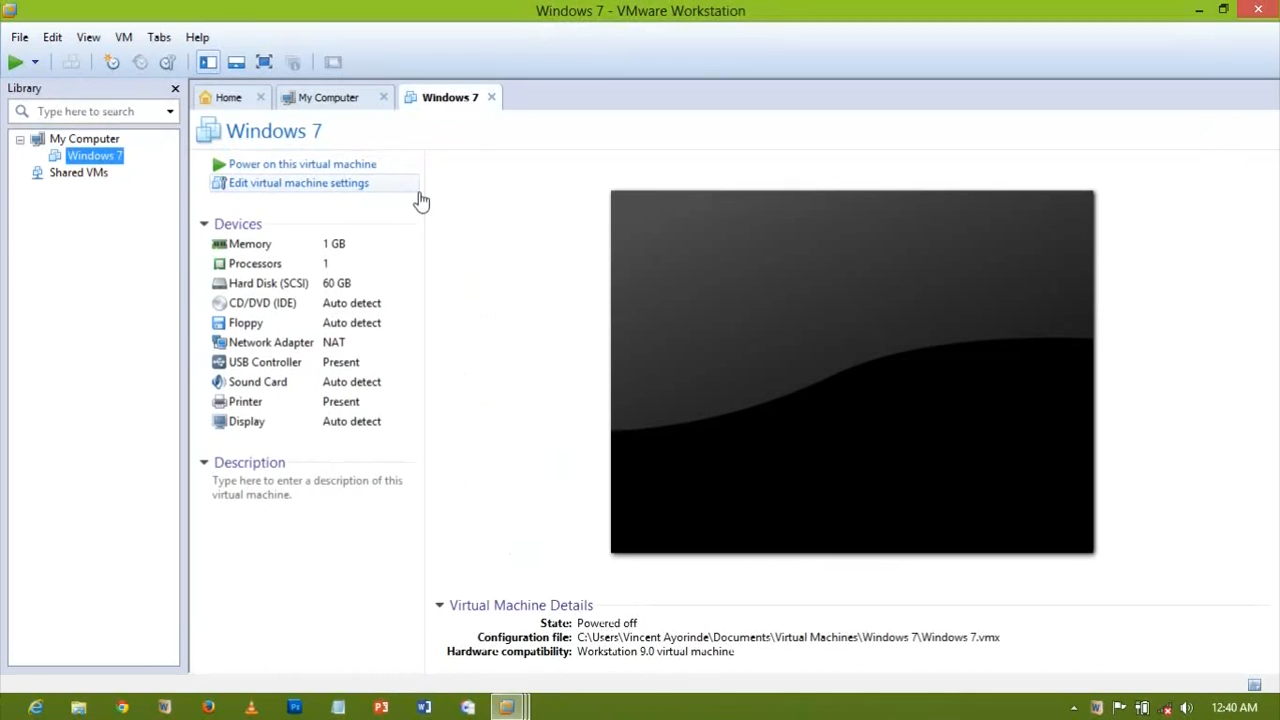 Windows 7 - VMware Workstation
File Edit View VM Tabs Help
Library
Type here to search
My Computer
Windows 7
Shared VMs
Home My Computer Windows 7
Windows 7
Power on this virtual machine
Edit virtual machine settings
Devices
Memory 1 GB
Processors 1
Hard Disk (SCSI) 60 GB
CD/DVD (IDE) Auto detect
Floppy Auto detect
Network Adapter NAT
USB Controller Present
Sound Card Auto detect
Printer Present
Display Auto detect
Description
Type here to enter a description of this
virtual machine.
Virtual Machine Details
State: Powered off
Configuration file: C:\Users\Vincent Ayorinde\Documents\Virtual Machines\Windows 7\Windows 7.vmx
Hardware compatibility: Workstation 9.0 virtual machine
12:40 AM